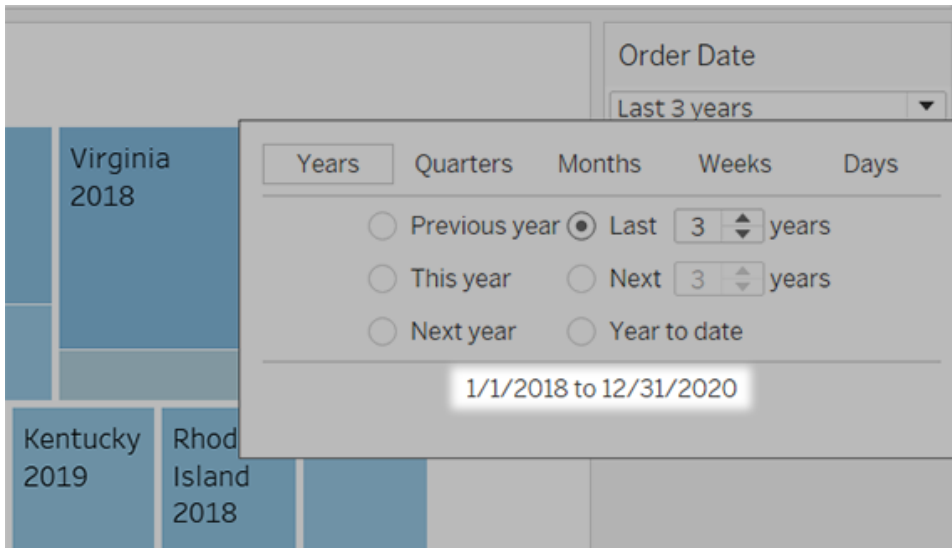 Order Date
Last 3 years
Virginia
2018
Years Quarters Months Weeks Days
Previous year Last 3 years
This year Next 3 years
Next year Year to date
1/1/2018 to 12/31/2020
Kentucky
2019
Rhod
Island
2018